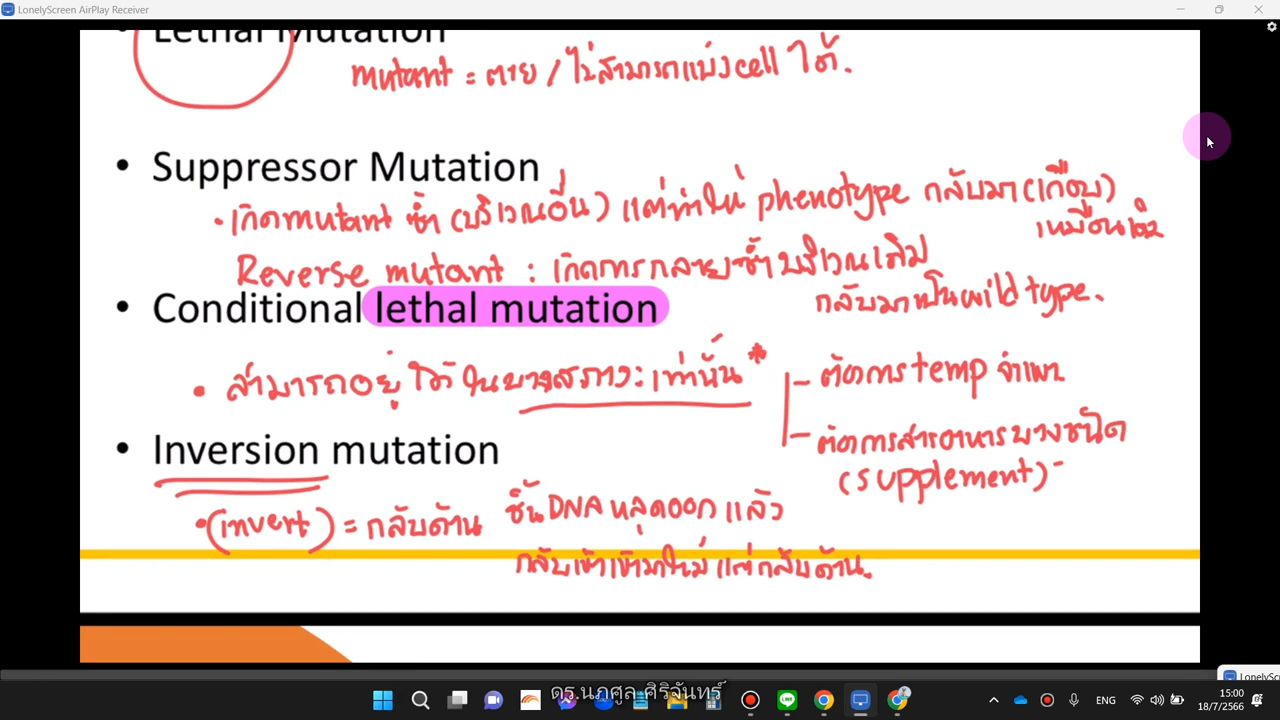 LonelyScreen AirPlay Receiver
• Lethal Mutation
mutant = ตาย / ไม่สามารถแบ่ง cell ได้.
• Suppressor Mutation
• เกิด mutant ซ้ำ (บริเวณอื่น) แต่ทำให้ phenotype กลับมา (เกือบ)
เหมือนเดิม
Reverse mutant : เกิดการกลายซ้ำบริเวณเดิม
กลับมาเป็น wild type.
• Conditional lethal mutation
• สามารถอยู่ได้ในบางสภาวะเท่านั้น *
- ต้องการ temp จำเพาะ
- ต้องการสารอาหารบางชนิด
(supplement)
• Inversion mutation
• (invert) = กลับด้าน ชิ้น DNA หลุดออก แล้ว
กลับเข้าเข้ามาใหม่ แต่กลับด้าน.
LonelyScr
ดร.นภศูล ศิริจันทร์
ENG
15:00
18/7/2566